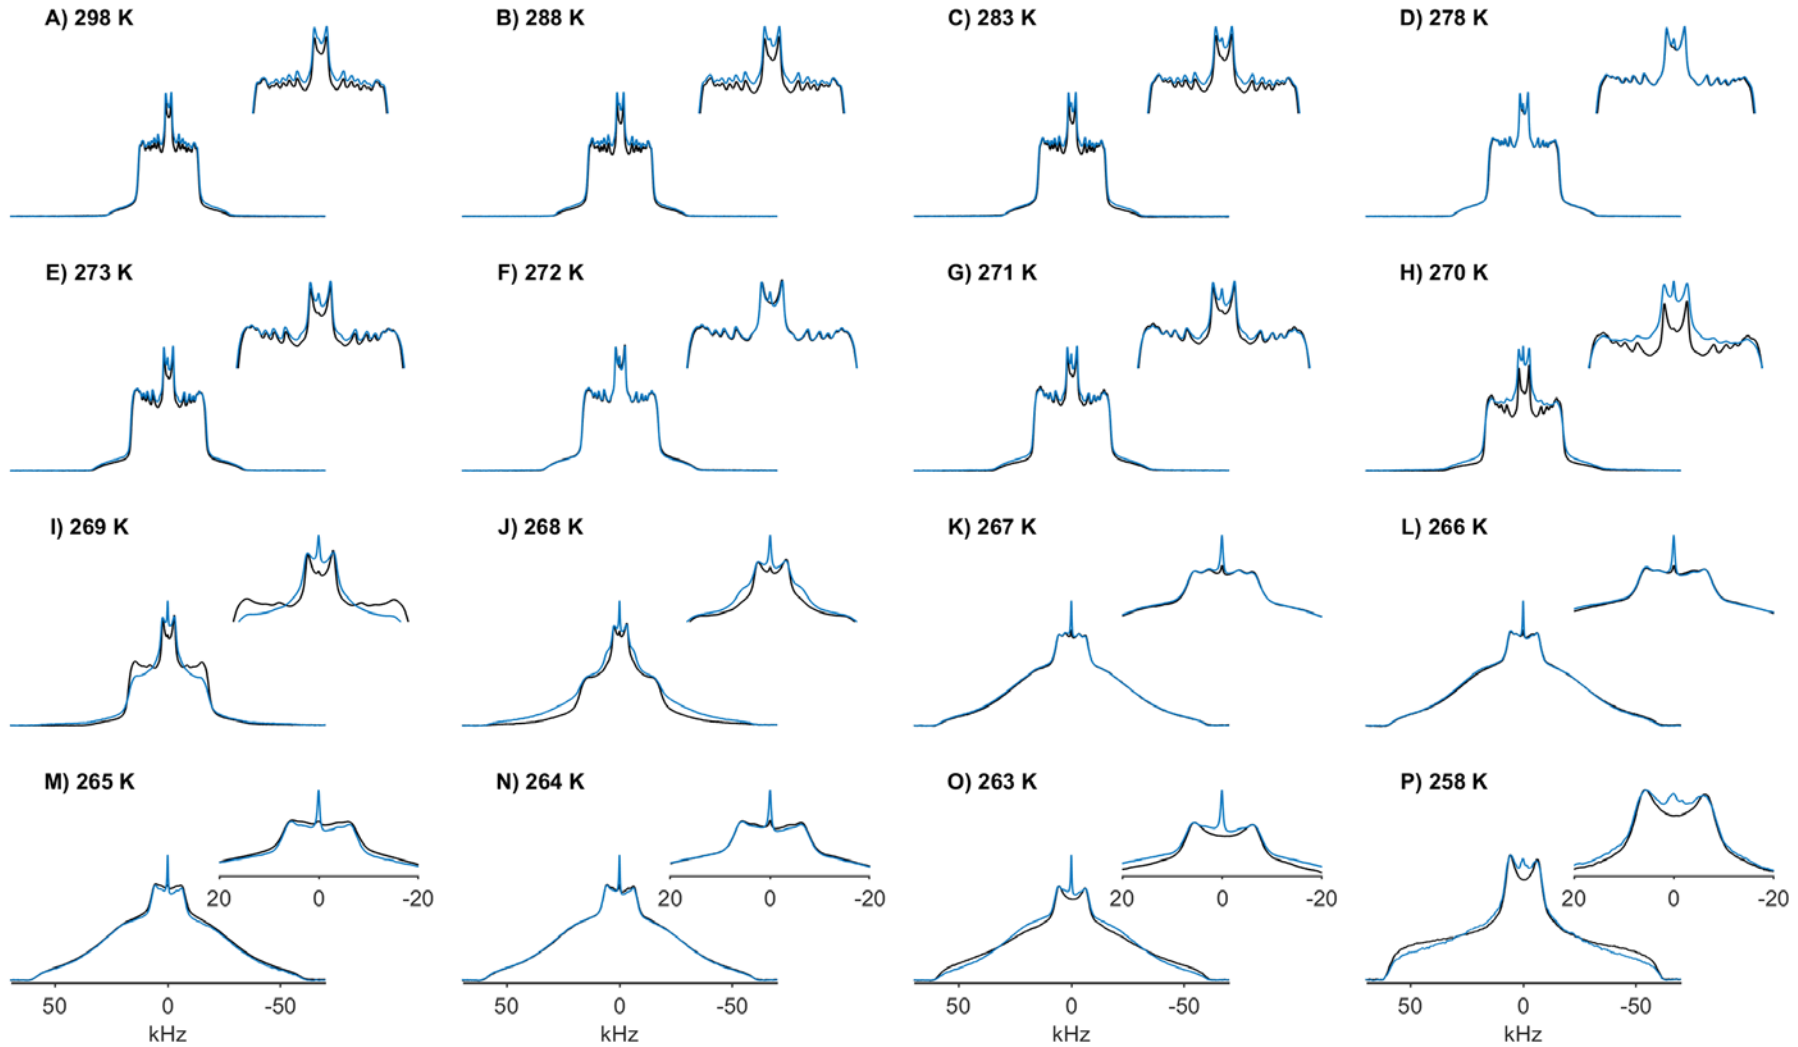 A) 298 K
B) 288 K
C) 283 K
D) 278 K
E) 273 K
F) 272 K
G) 271 K
H) 270 K
I) 269 K
J) 268 K
K) 267 K
L) 266 K
M) 265 K
N) 264 K
O) 263 K
P) 258 K
20 0 -20
20 0 -20
20 0 -20
20 0 -20
50 0 -50
50 0 -50
50 0 -50
50 0 -50
kHz
kHz
kHz
kHz